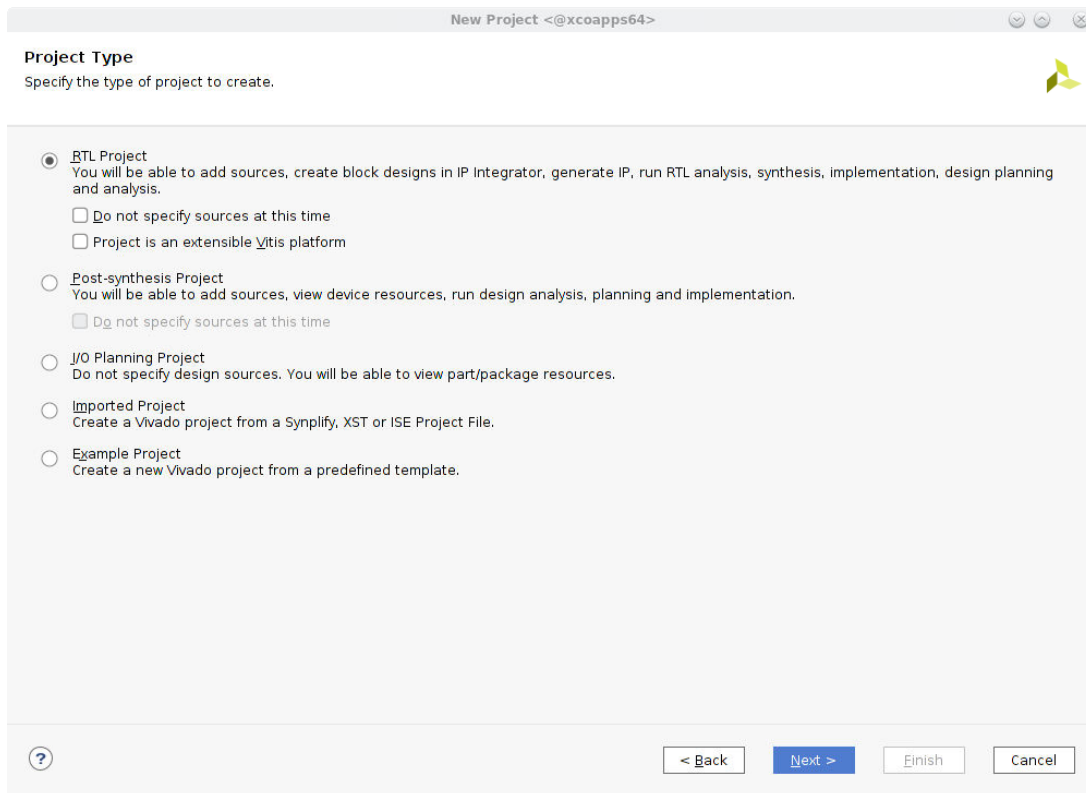 New Project <@xcoapps64>
Project Type
Specify the type of project to create.
RTL Project
You will be able to add sources, create block designs in IP Integrator, generate IP, run RTL analysis, synthesis, implementation, design planning
and analysis.
Do not specify sources at this time
Project is an extensible Vitis platform
Post-synthesis Project
You will be able to add sources, view device resources, run design analysis, planning and implementation.
Do not specify sources at this time
I/O Planning Project
Do not specify design sources. You will be able to view part/package resources.
Imported Project
Create a Vivado project from a Synplify, XST or ISE Project File.
Example Project
Create a new Vivado project from a predefined template.
? < Back Next > Finish Cancel